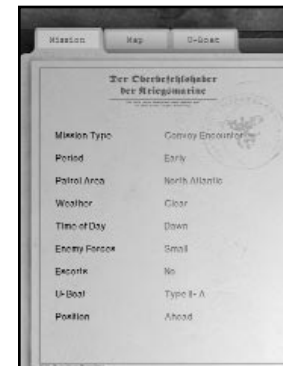 Mission Map U-Boat
Der Oberbefehlshaber
der Kriegsmarine
Mission Type Convoy Encounter
Period Early
Patrol Area North Atlantic
Weather Clear
Time of Day Dawn
Enemy Forces Small
Escorts No
U-Boat Type II-A
Position Ahead